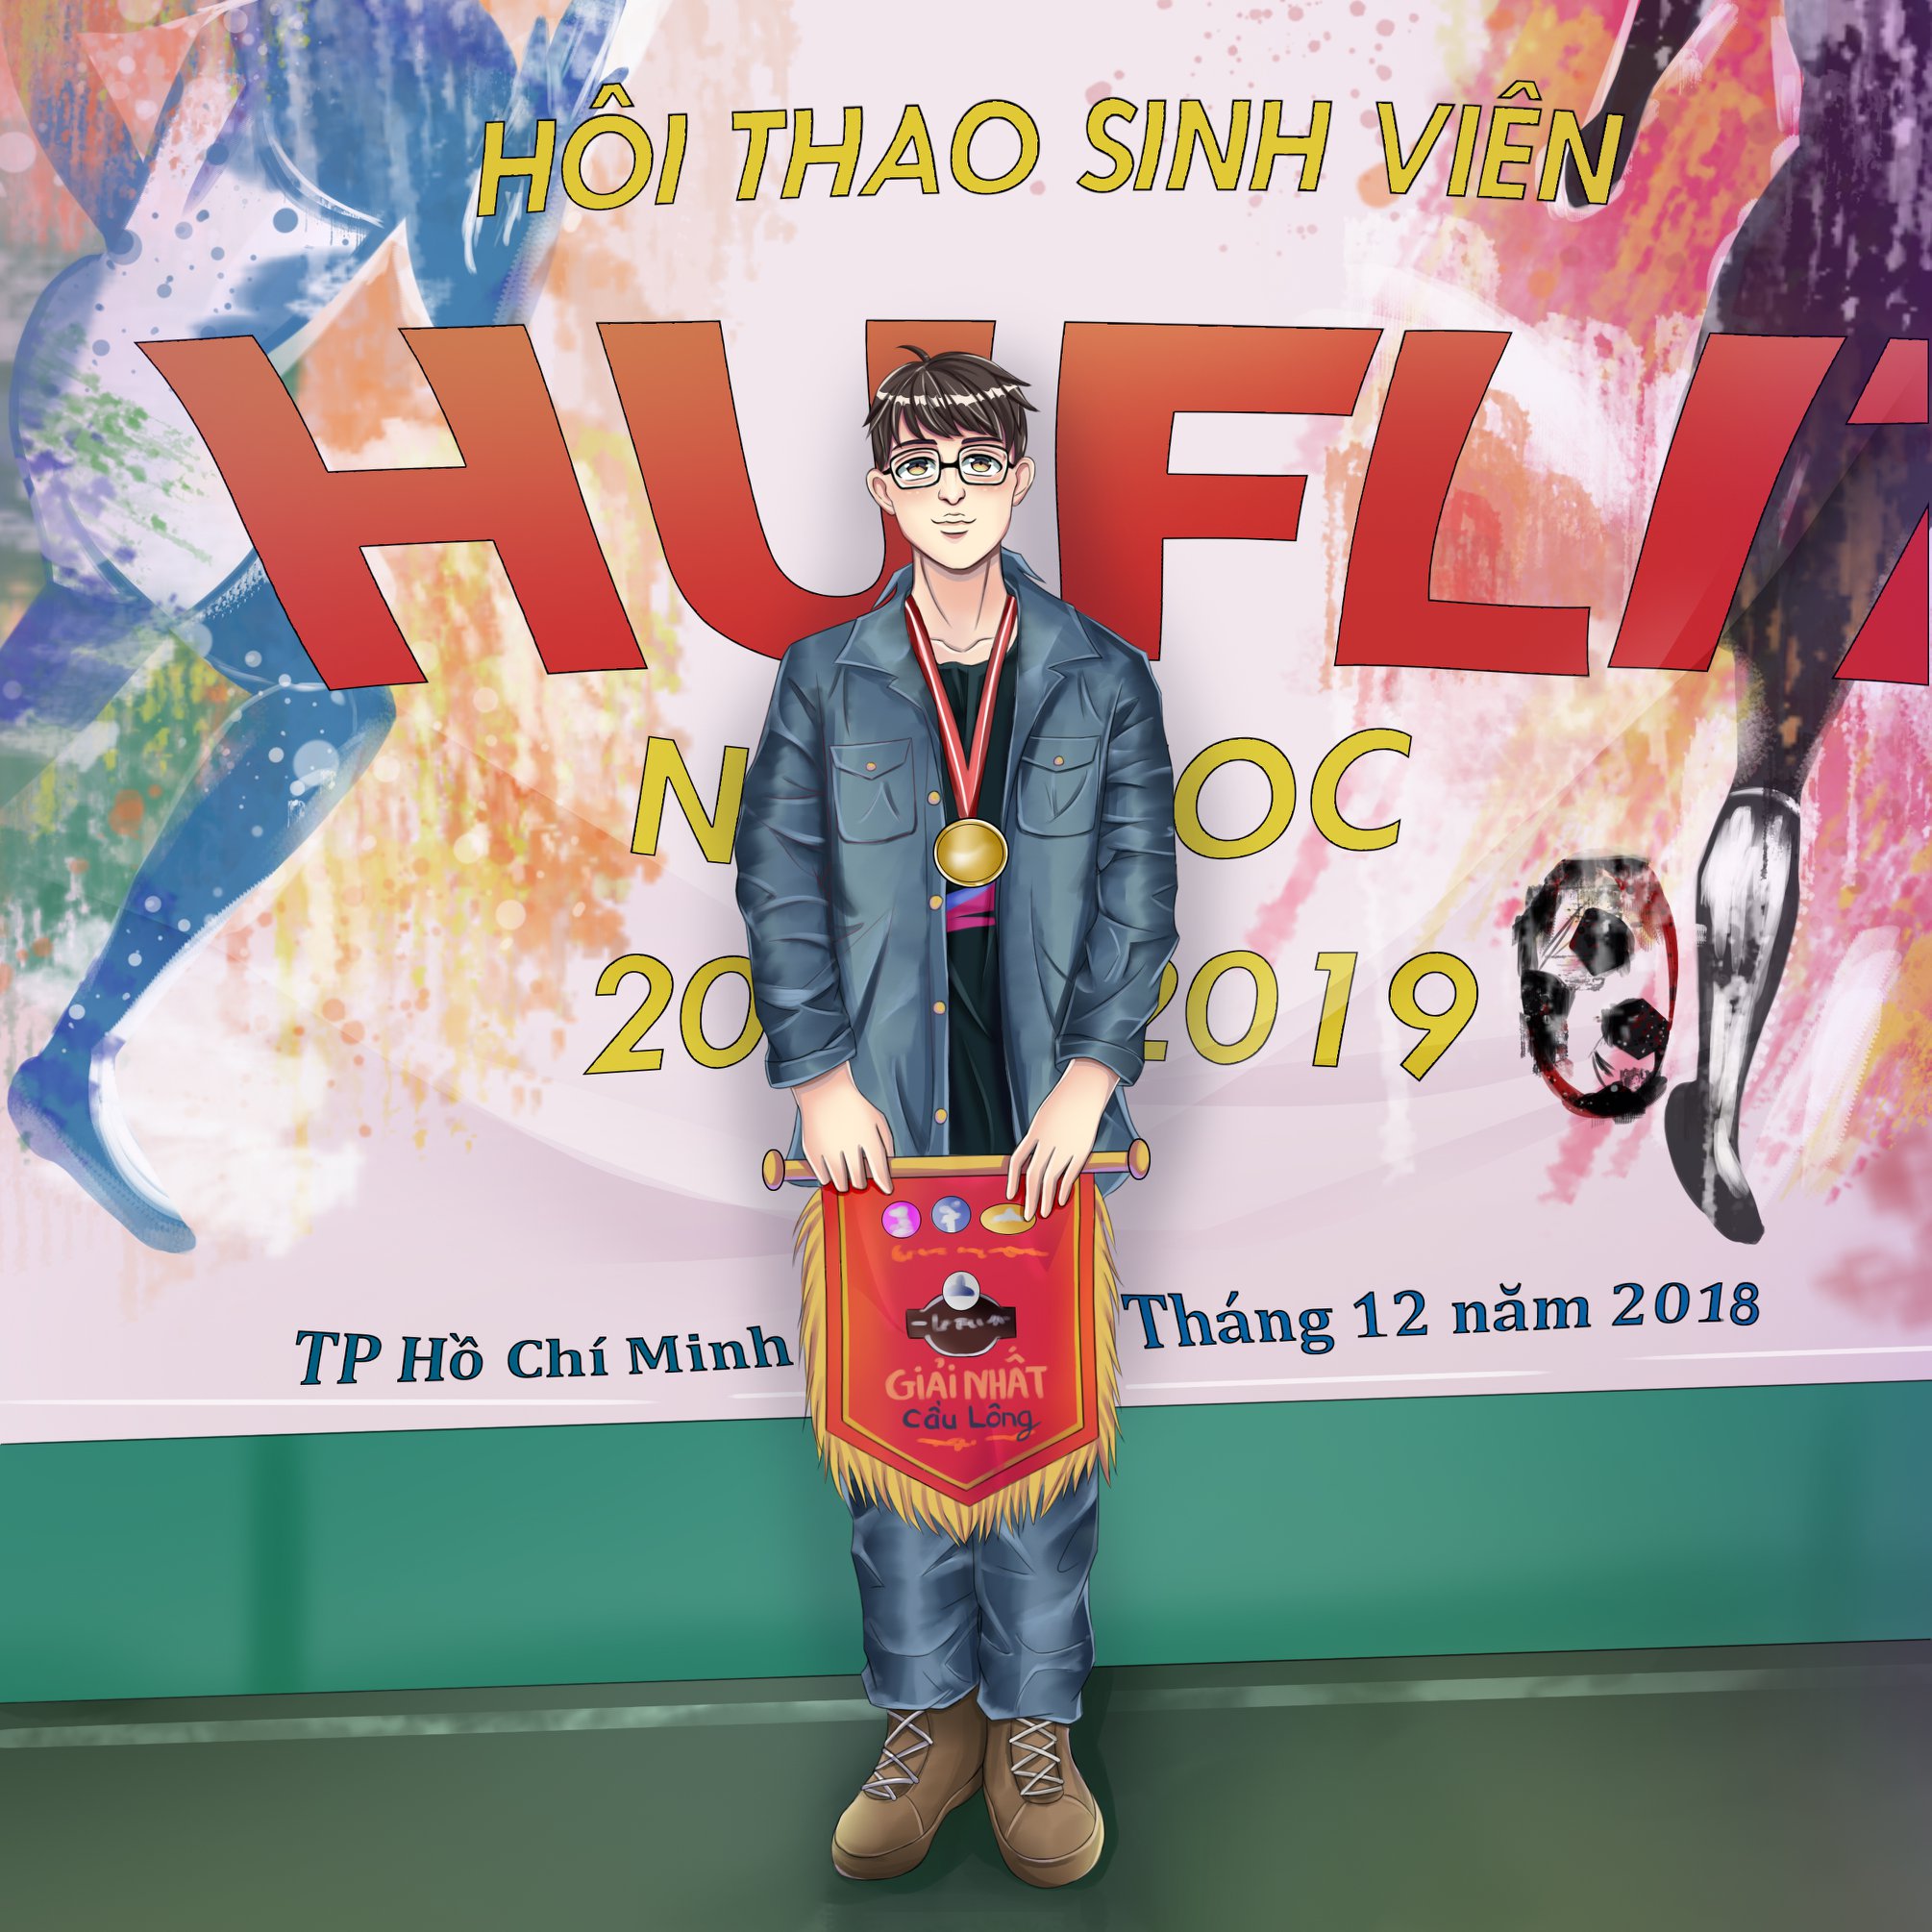 HÔI THAO SINH VIÊN
HUFLI
N OC
20 2019
TP Hồ Chí Minh Tháng 12 năm 2018
GIẢI NHẤT
Cầu Lông